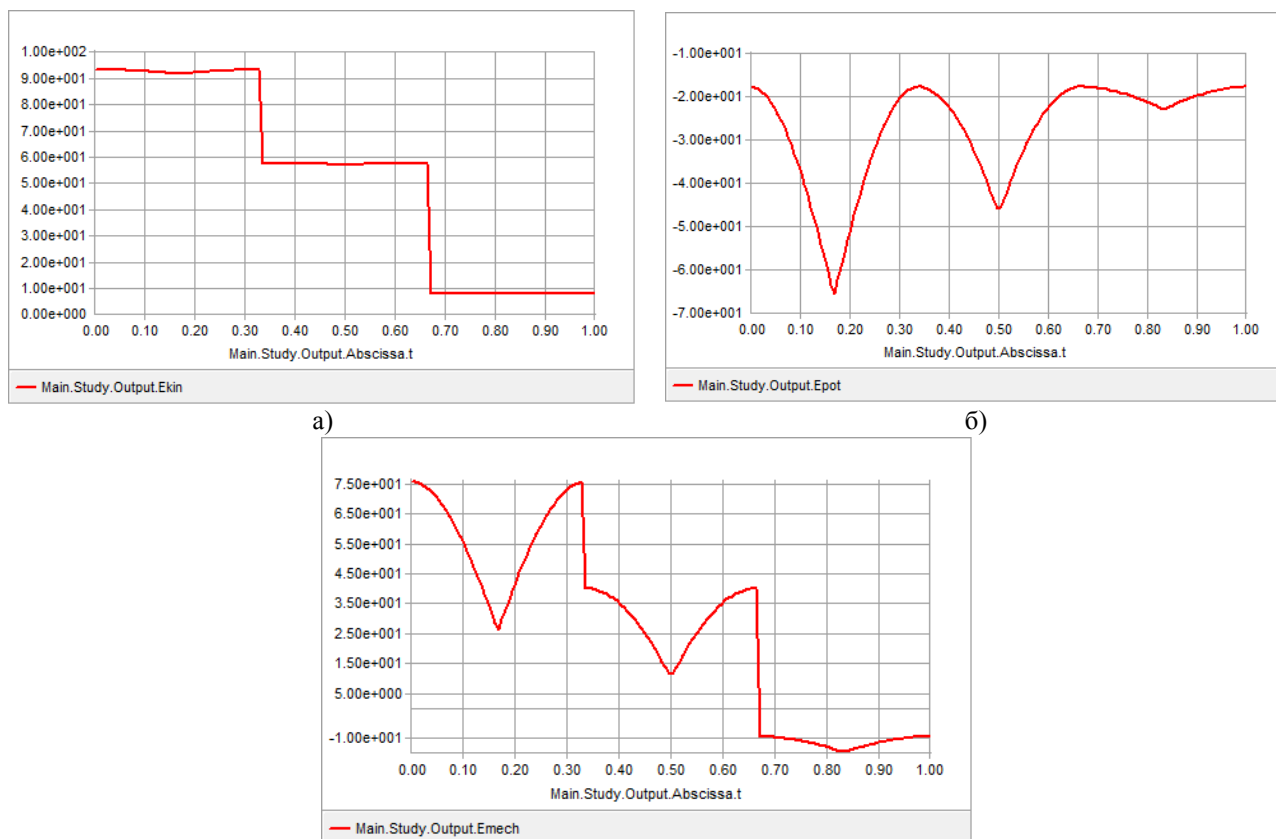 1.00e+002
9.00e+001
8.00e+001
7.00e+001
6.00e+001
5.00e+001
4.00e+001
3.00e+001
2.00e+001
1.00e+001
0.00e+000
0.00 0.10 0.20 0.30 0.40 0.50 0.60 0.70 0.80 0.90 1.00
Main.Study.Output.Abscissa.t
Main.Study.Output.Ekin
а)
-1.00e+001
-2.00e+001
-3.00e+001
-4.00e+001
-5.00e+001
-6.00e+001
-7.00e+001
0.00 0.10 0.20 0.30 0.40 0.50 0.60 0.70 0.80 0.90 1.00
Main.Study.Output.Abscissa.t
Main.Study.Output.Epot
б)
7.50e+001
6.50e+001
5.50e+001
4.50e+001
3.50e+001
2.50e+001
1.50e+001
5.00e+000
-1.00e+001
0.00 0.10 0.20 0.30 0.40 0.50 0.60 0.70 0.80 0.90 1.00
Main.Study.Output.Abscissa.t
Main.Study.Output.Emech